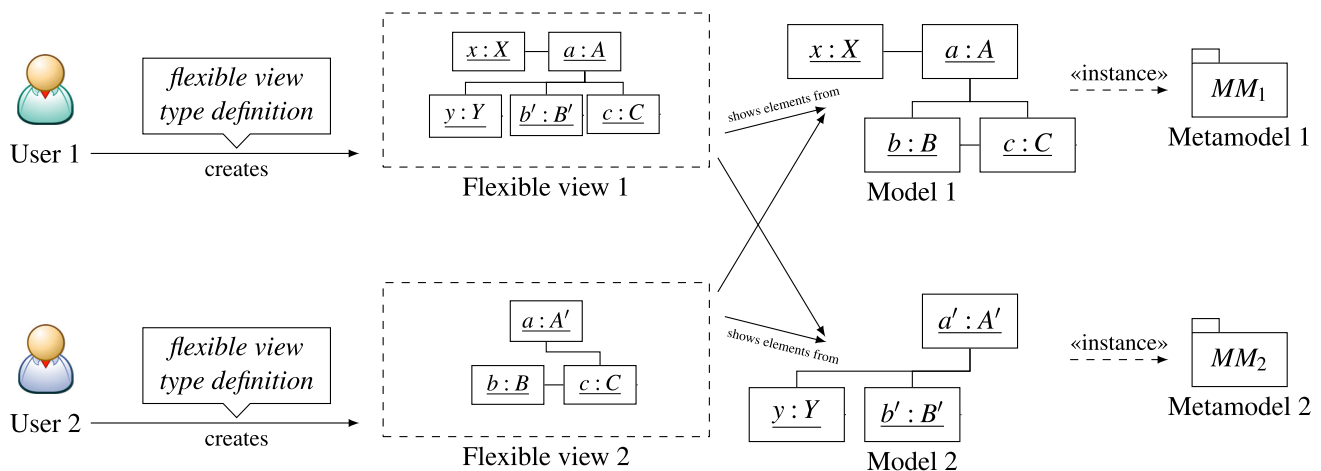 x : X
a : A
y : Y
b′ : B′
c : C
Flexible view 1
flexible view
type definition
User 1
creates
shows elements from
x : X
a : A
b : B
c : C
Model 1
«instance»
MM1
Metamodel 1
a : A′
b : B
c : C
Flexible view 2
flexible view
type definition
User 2
creates
shows elements from
a′ : A′
y : Y
b′ : B′
Model 2
«instance»
MM2
Metamodel 2